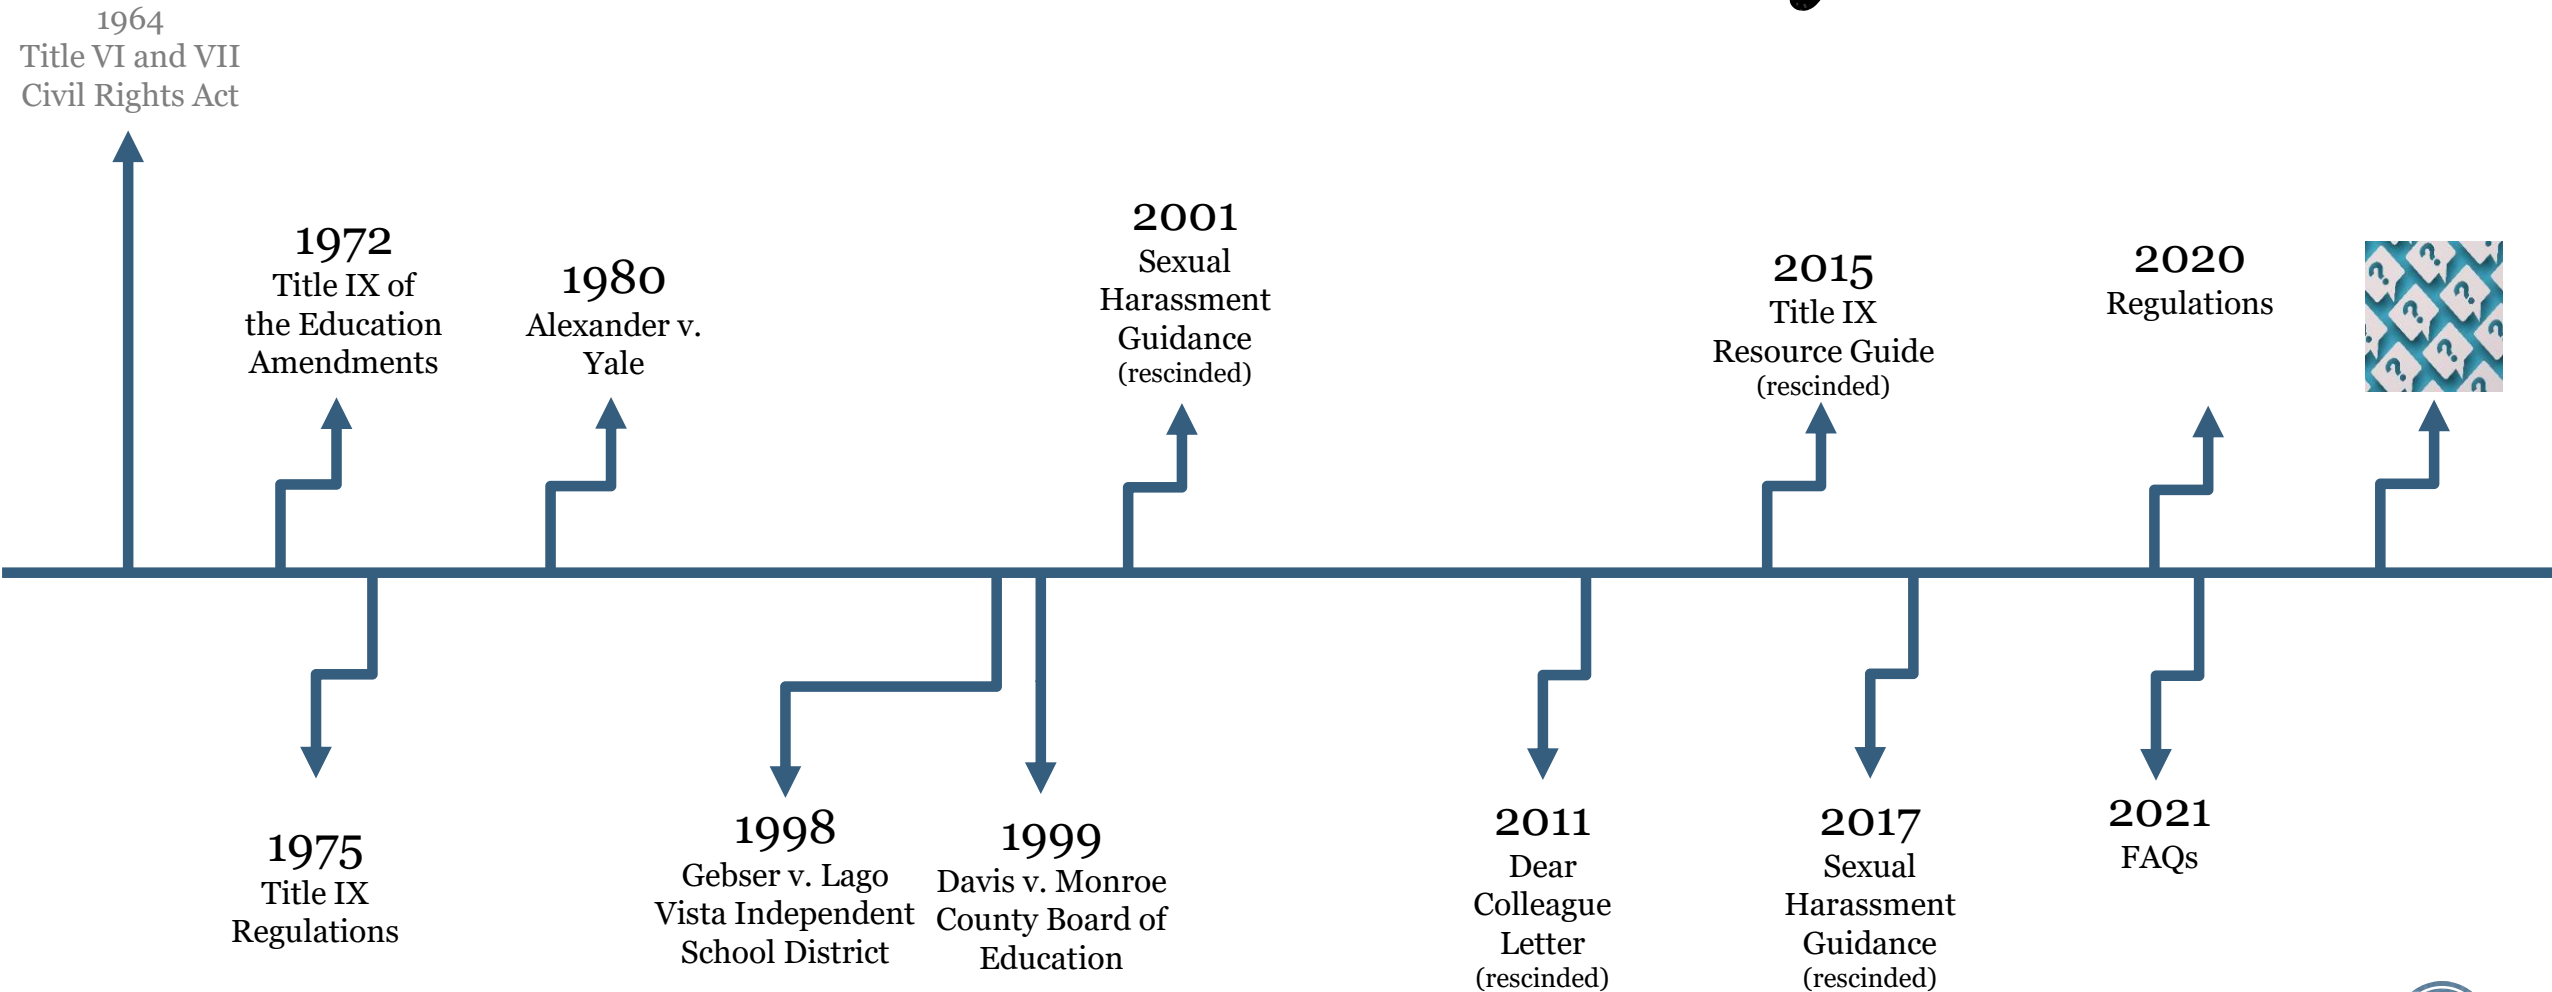 1964
Title VI and VII
Civil Rights Act
1972
Title IX of
the Education
Amendments
1980
Alexander v.
Yale
2001
Sexual
Harassment
Guidance
(rescinded)
2015
Title IX
Resource Guide
(rescinded)
2020
Regulations
1975
Title IX
Regulations
1998
Gebser v. Lago
Vista Independent
School District
1999
Davis v. Monroe
County Board of
Education
2011
Dear
Colleague
Letter
(rescinded)
2017
Sexual
Harassment
Guidance
(rescinded)
2021
FAQs